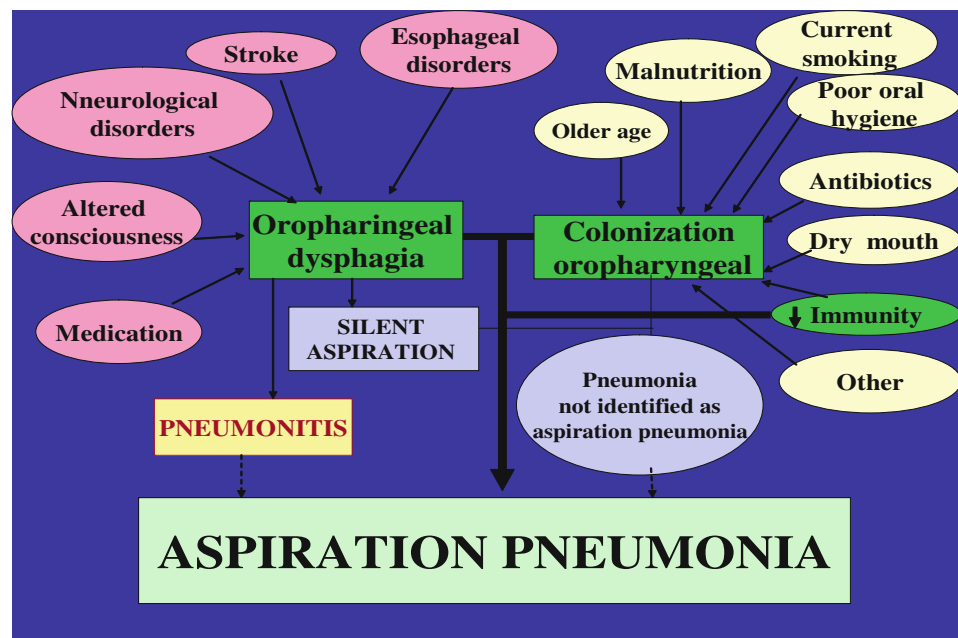 Stroke
Esophageal
disorders
Nneurological
disorders
Altered
consciousness
Medication
Malnutrition
Current
smoking
Poor oral
hygiene
Older age
Antibiotics
Dry mouth
Immunity
Other
Oropharingeal
dysphagia
Colonization
oropharyngeal
SILENT
ASPIRATION
Pneumonia
not identified as
aspiration pneumonia
PNEUMONITIS
ASPIRATION PNEUMONIA